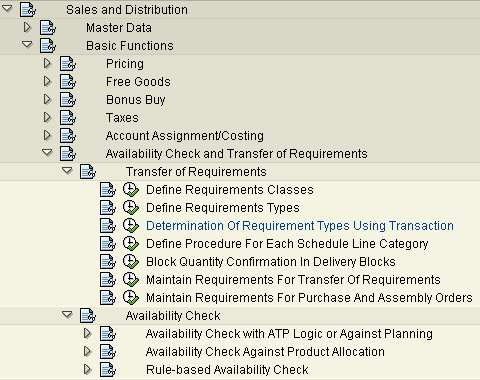 Sales and Distribution
Master Data
Basic Functions
Pricing
Free Goods
Bonus Buy
Taxes
Account Assignment/Costing
Availability Check and Transfer of Requirements
Transfer of Requirements
Define Requirements Classes
Define Requirements Types
Determination Of Requirement Types Using Transaction
Define Procedure For Each Schedule Line Category
Block Quantity Confirmation In Delivery Blocks
Maintain Requirements For Transfer Of Requirements
Maintain Requirements For Purchase And Assembly Orders
Availability Check
Availability Check with ATP Logic or Against Planning
Availability Check Against Product Allocation
Rule-based Availability Check